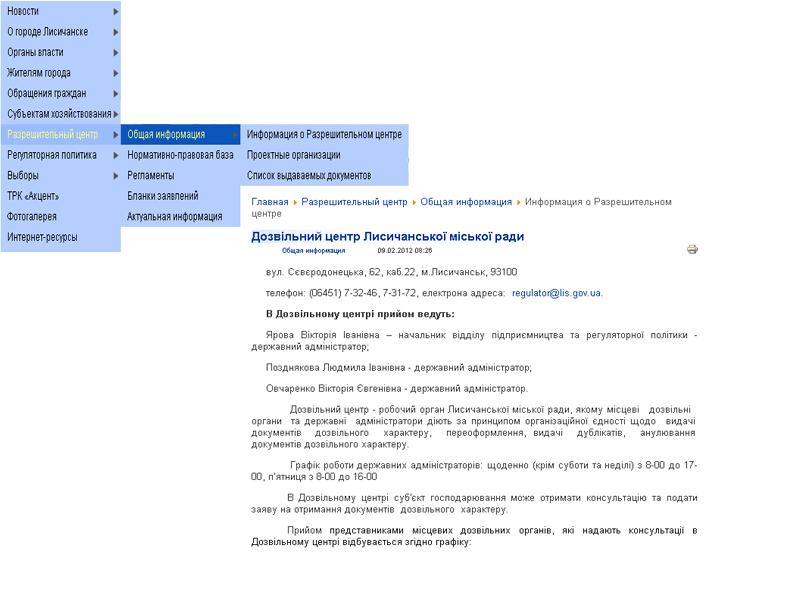 Новости
О городе Лисичанске
Органы власти
Жителям города
Обращения граждан
Субъектам хозяйствования
Разрешительный центр
Регуляторная политика
Выборы
ТРК «Акцент»
Фотогалерея
Интернет-ресурсы
Общая информация
Нормативно-правовая база
Регламенты
Бланки заявлений
Актуальная информация
Информация о Разрешительном центре
Проектные организации
Список выдаваемых документов
Главная Разрешительный центр Общая информация Информация о Разрешительном
центре
Дозвільний центр Лисичанської міської ради
Общая информация 09.02.2012 08:26
вул. Сєвєродонецька, 62, каб.22, м.Лисичанськ, 93100
телефон: (06451) 7-32-46, 7-31-72, електрона адреса: regulator@lis.gov.ua.
В Дозвільному центрі прийом ведуть:
Ярова Вікторія Іванівна – начальник відділу підприємництва та регуляторної політики -
державний адміністратор;
Позднякова Людмила Іванівна - державний адміністратор;
Овчаренко Вікторія Євгенівна - державний адміністратор.
Дозвільний центр - робочий орган Лисичанської міської ради, якому місцеві дозвільні
органи та державні адміністратори діють за принципом організаційної єдності щодо видачі
документів дозвільного характеру, переоформлення, видачі дублікатів, анулювання
документів дозвільного характеру.
Графік роботи державних адміністраторів: щоденно (крім суботи та неділі) з 8-00 до 17-
00, п'ятниця з 8-00 до 16-00
В Дозвільному центрі суб'єкт господарювання може отримати консультацію та подати
заяву на отримання документів дозвільного характеру.
Прийом представниками місцевих дозвільних органів, які надають консультації в
Дозвільному центрі відбувається згідно графіку: